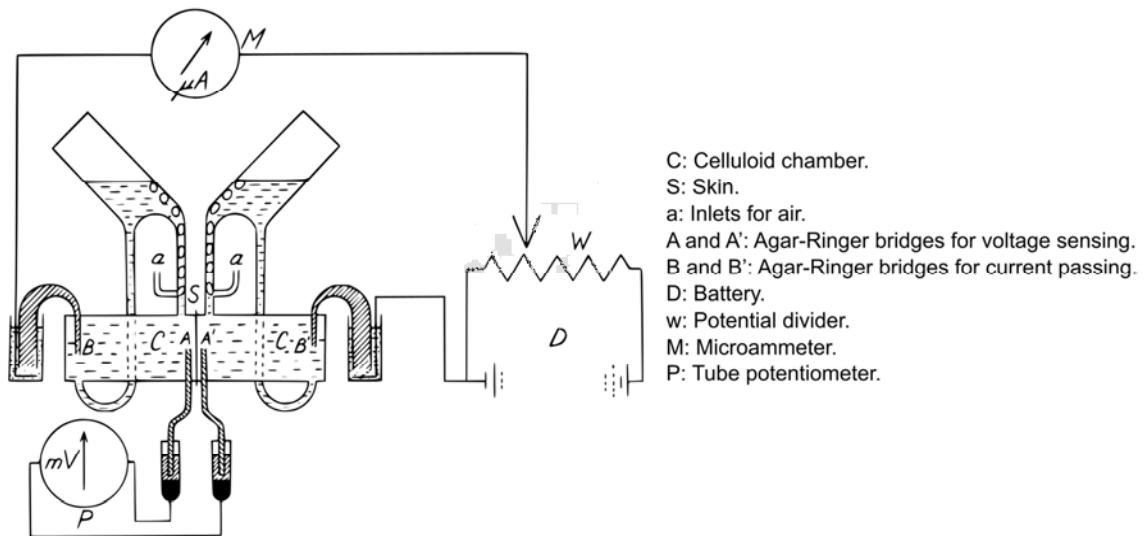 M
μA
a
a
W
S
B
C
A
A'
C
B'
D
mV
P
C: Celluloid chamber.
S: Skin.
a: Inlets for air.
A and A': Agar-Ringer bridges for voltage sensing.
B and B': Agar-Ringer bridges for current passing.
D: Battery.
w: Potential divider.
M: Microammeter.
P: Tube potentiometer.